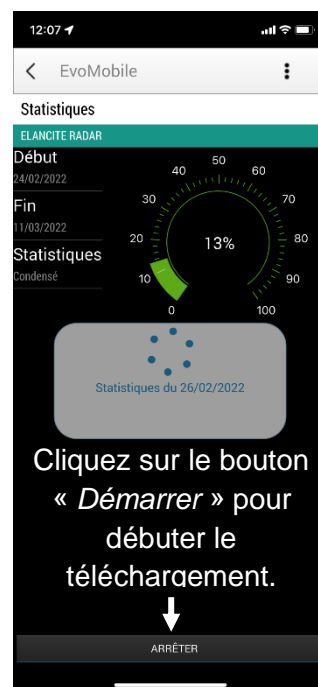 12:07
EvoMobile
Statistiques
ELANCITE RADAR
Début
24/02/2022
Fin
11/03/2022
Statistiques
Condensé
0
10
20
30
40
50
60
70
80
90
100
13%
Statistiques du 26/02/2022
Cliquez sur le bouton
« Démarrer » pour
débuter le
téléchargement.
ARRÊTER